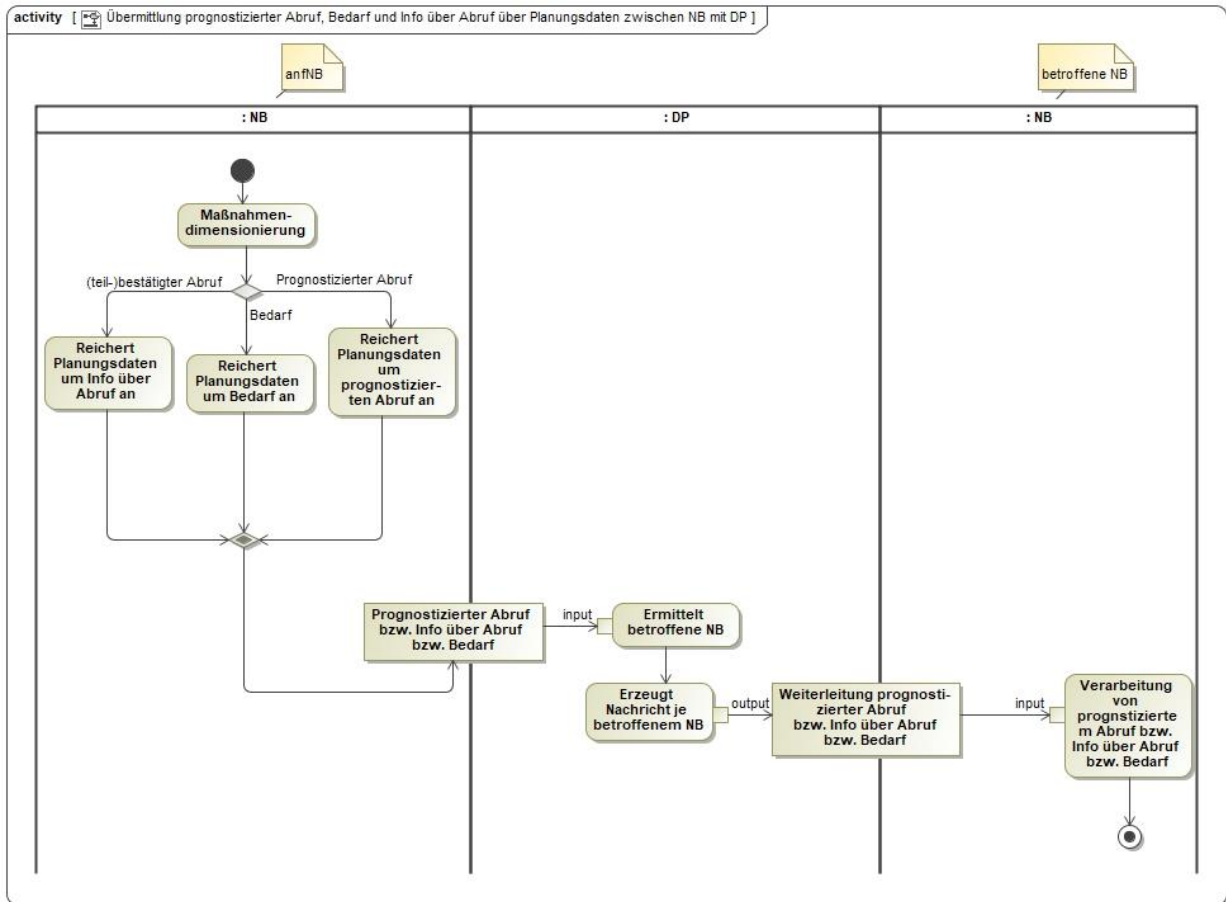 activity [ Übermittlung prognostizierter Abruf, Bedarf und Info über Abruf über Planungsdaten zwischen NB mit DP ]
anfNB
betroffene NB
: NB
: DP
: NB
Maßnahmen-
dimensionierung
(teil-)bestätigter Abruf
Prognostizierter Abruf
Bedarf
Reichert
Planungsdaten
um Info über
Abruf an
Reichert
Planungsdaten
um Bedarf an
Reichert
Planungsdaten
um
prognostizier-
ten Abruf an
Prognostizierter Abruf
bzw. Info über Abruf
bzw. Bedarf
input
Ermittelt
betroffene NB
Erzeugt
Nachricht je
betroffenem NB
output
Weiterleitung prognosti-
zierter Abruf
bzw. Info über Abruf
bzw. Bedarf
input
Verarbeitung
von
prognstizierte
m Abruf bzw.
Info über Abruf
bzw. Bedarf